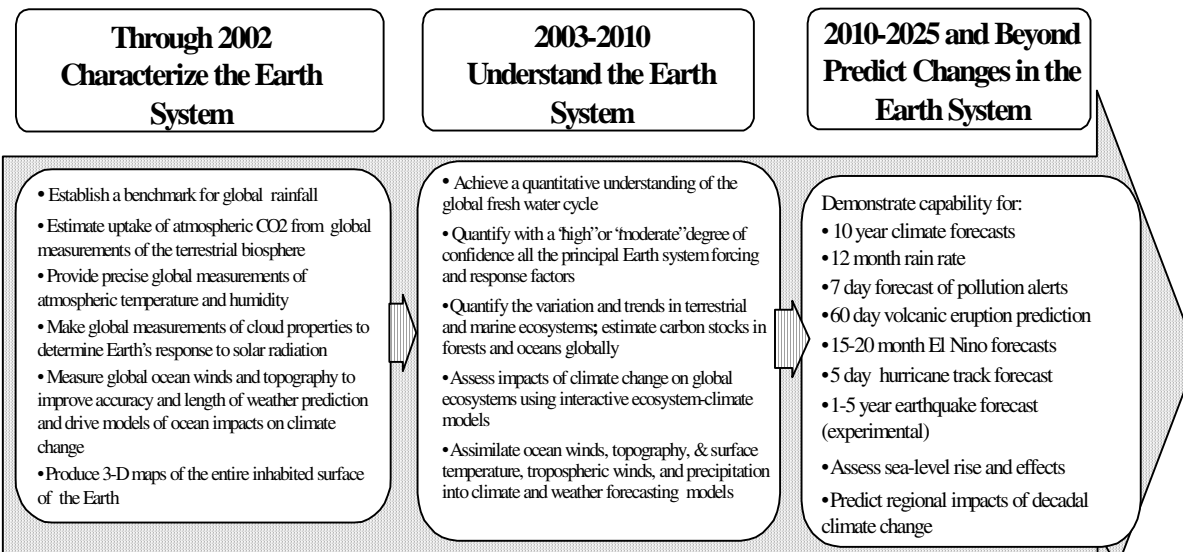 Through 2002
Characterize the Earth
System
2003-2010
Understand the Earth
System
2010-2025 and Beyond
Predict Changes in the
Earth System
• Establish a benchmark for global rainfall
• Estimate uptake of atmospheric CO2 from global
measurements of the terrestrial biosphere
• Provide precise global measurements of
atmospheric temperature and humidity
• Make global measurements of cloud properties to
determine Earth's response to solar radiation
• Measure global ocean winds and topography to
improve accuracy and length of weather prediction
and drive models of ocean impacts on climate
change
• Produce 3-D maps of the entire inhabited surface
of the Earth
• Achieve a quantitative understanding of the
global fresh water cycle
• Quantify with a "high" or "moderate" degree of
confidence all the principal Earth system forcing
and response factors
• Quantify the variation and trends in terrestrial
and marine ecosystems; estimate carbon stocks in
forests and oceans globally
• Assess impacts of climate change on global
ecosystems using interactive ecosystem-climate
models
• Assimilate ocean winds, topography, & surface
temperature, tropospheric winds, and precipitation
into climate and weather forecasting models
Demonstrate capability for:
• 10 year climate forecasts
• 12 month rain rate
• 7 day forecast of pollution alerts
• 60 day volcanic eruption prediction
• 15-20 month El Nino forecasts
• 5 day hurricane track forecast
• 1-5 year earthquake forecast
(experimental)
• Assess sea-level rise and effects
• Predict regional impacts of decadal
climate change